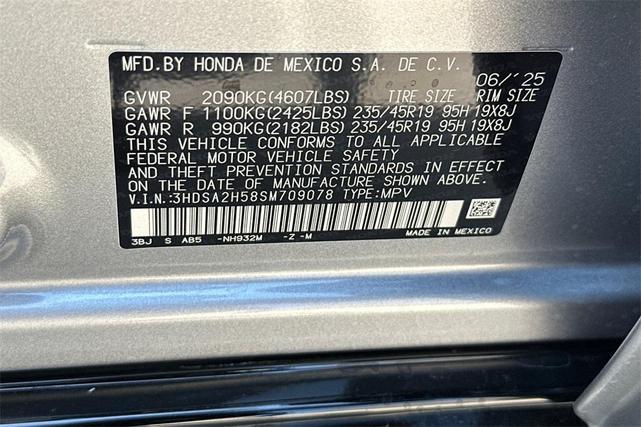 MFD.BY HONDA DE MEXICO S.A. DE C.V.
06/'25
GVWR 2090KG(4607LBS) TIRE SIZE RIM SIZE
GAWR F 1100KG(2425LBS) 235/45R19 95H 19X8J
GAWR R 990KG(2182LBS) 235/45R19 95H 19X8J
THIS VEHICLE CONFORMS TO ALL APPLICABLE
FEDERAL MOTOR VEHICLE SAFETY
AND THEFT PREVENTION STANDARDS IN EFFECT
ON THE DATE OF MANUFACTURE SHOWN ABOVE.
V.I.N.:3HDSA2H58SM709078 TYPE:MPV
3BJ S AB5 -NH932M -Z -M MADE IN MEXICO